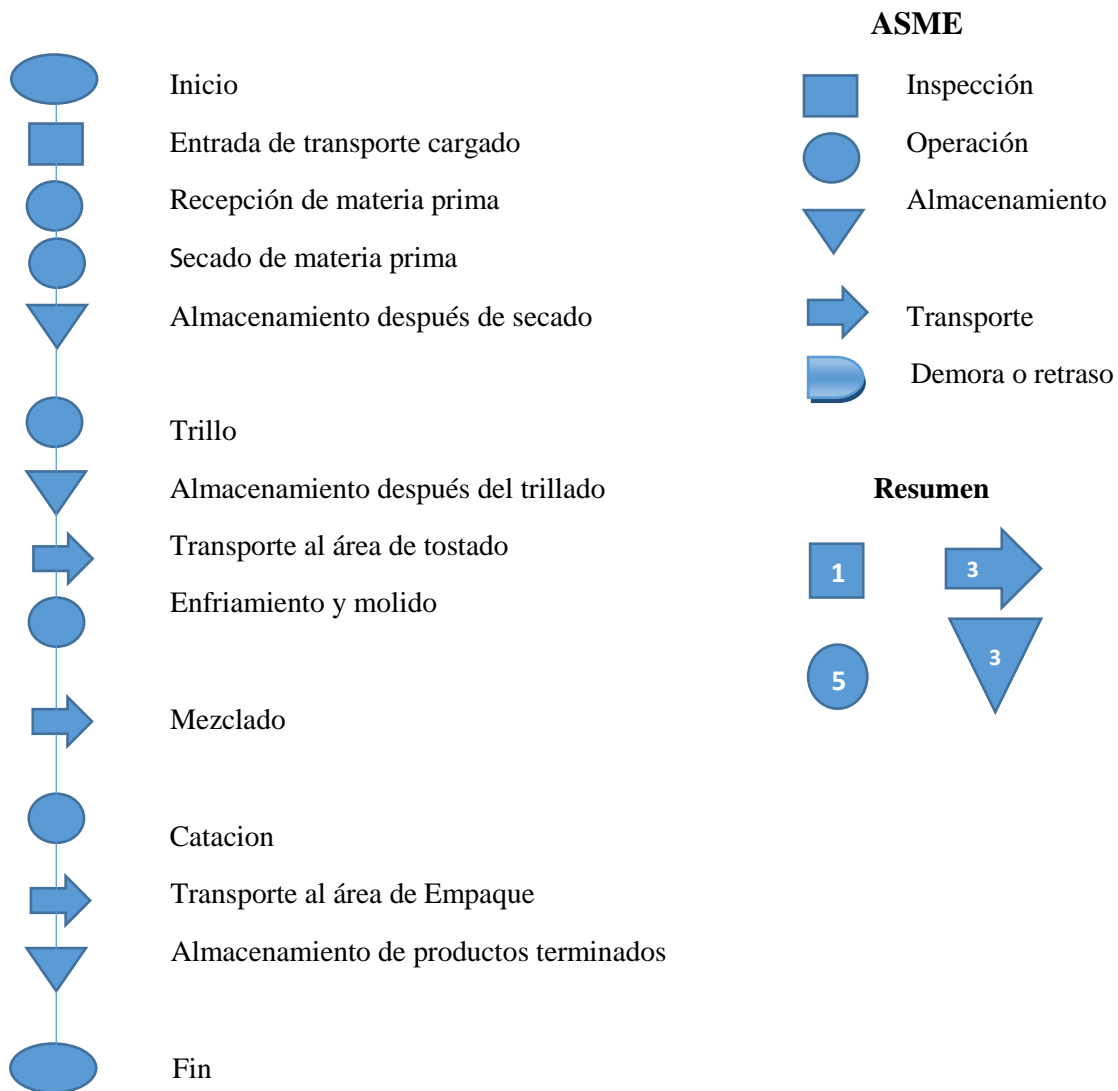 Inicio
Entrada de transporte cargado
Recepción de materia prima
Secado de materia prima
Almacenamiento después de secado
Trillo
Almacenamiento después del trillado
Transporte al área de tostado
Enfriamiento y molido
Mezclado
Catacion
Transporte al área de Empaque
Almacenamiento de productos terminados
Fin
ASME
Inspección
Operación
Almacenamiento
Transporte
Demora o retraso
Resumen
1
3
5
3